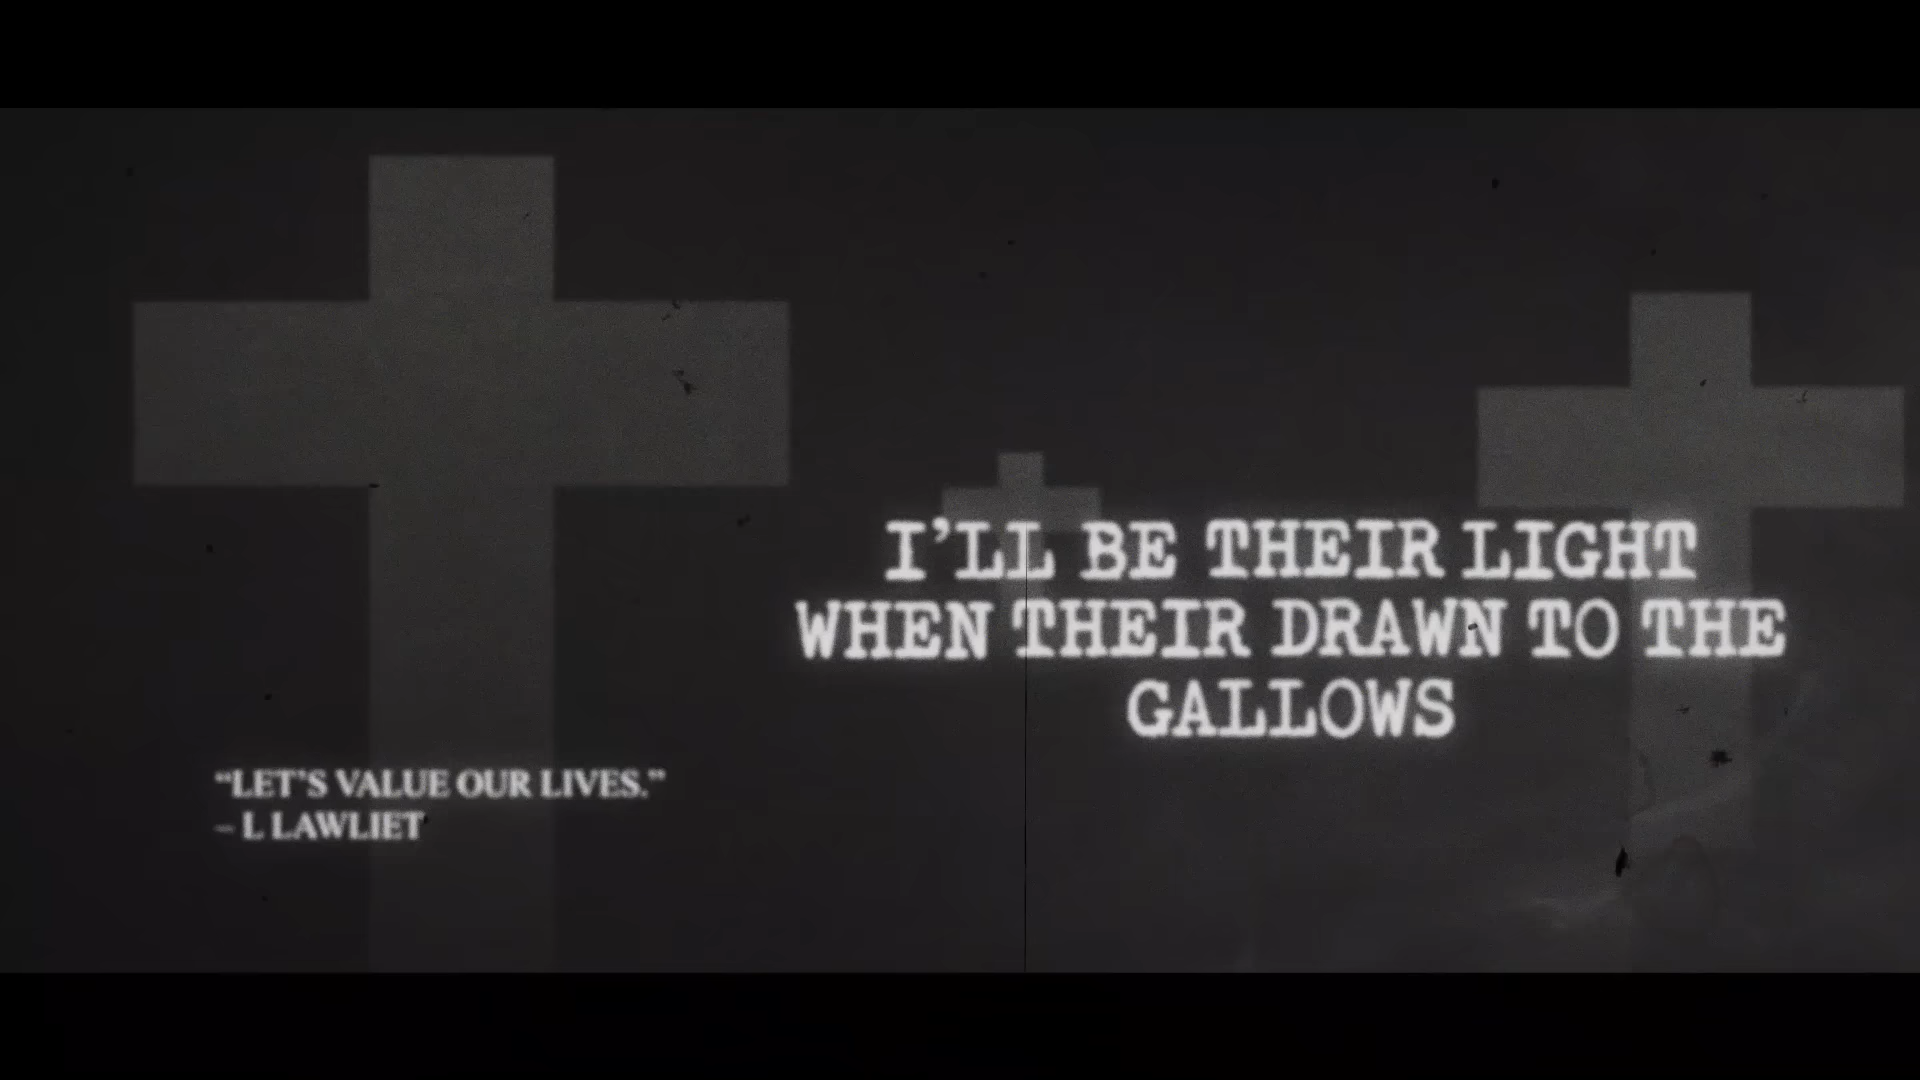 I'LL BE THEIR LIGHT
WHEN THEIR DRAWN TO THE
GALLOWS
“LET'S VALUE OUR LIVES.”
– L LAWLIET